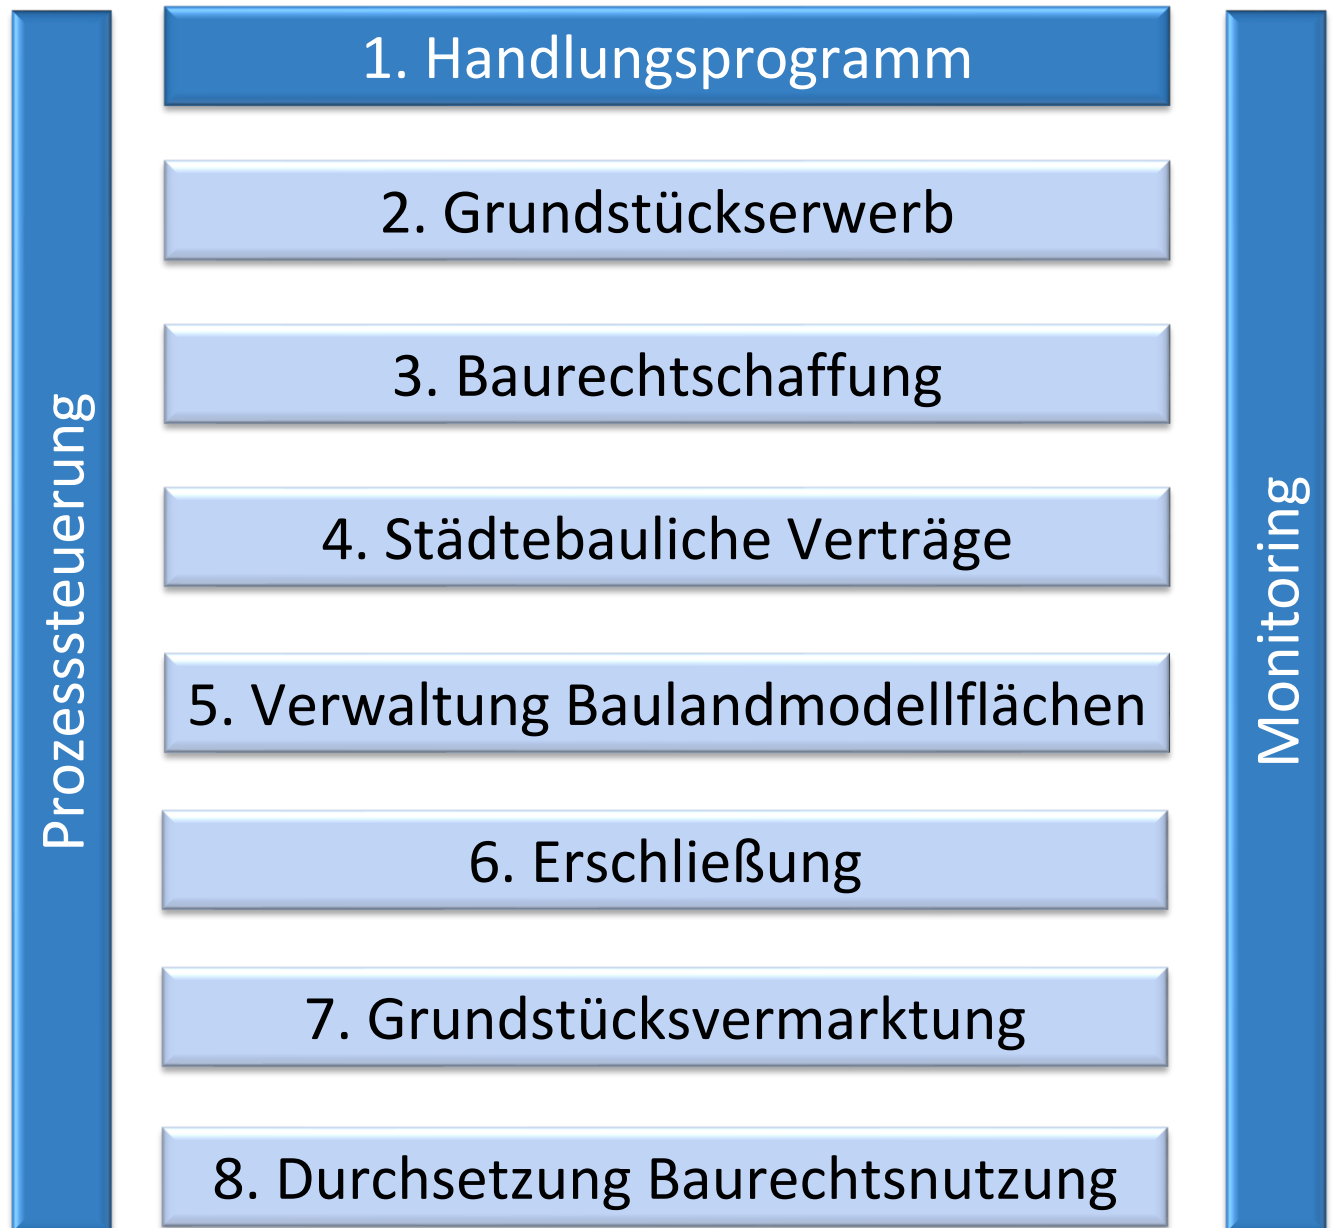 Prozesssteuerung
1. Handlungsprogramm
2. Grundstückserwerb
3. Baurechtschaffung
4. Städtebauliche Verträge
5. Verwaltung Baulandmodellflächen
6. Erschließung
7. Grundstücksvermarktung
8. Durchsetzung Baurechtsnutzung
Monitoring